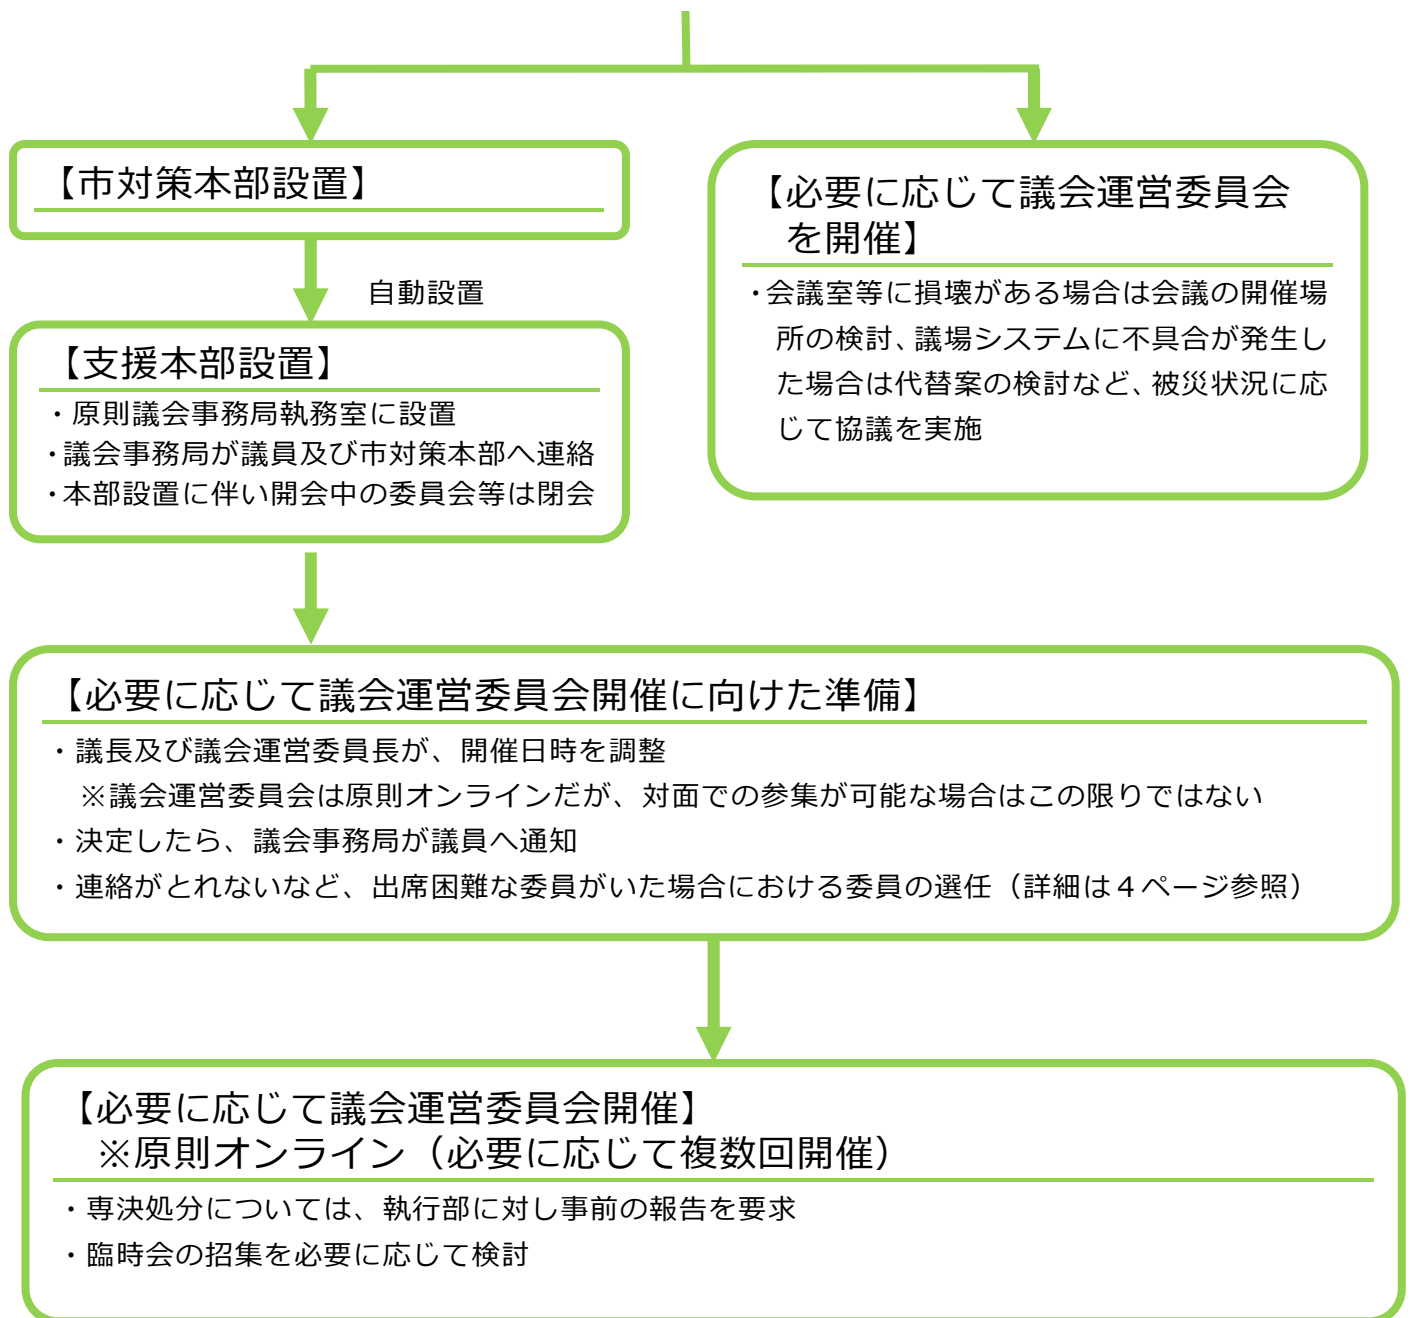 【市対策本部設置】
自動設置
【支援本部設置】
・原則議会事務局執務室に設置
・議会事務局が議員及び市対策本部へ連絡
・本部設置に伴い開会中の委員会等は閉会
【必要に応じて議会運営委員会
を開催】
・会議室等に損壊がある場合は会議の開催場
所の検討、議場システムに不具合が発生し
た場合は代替案の検討など、被災状況に応
じて協議を実施
【必要に応じて議会運営委員会開催に向けた準備】
・議長及び議会運営委員長が、開催日時を調整
※議会運営委員会は原則オンラインだが、対面での参集が可能な場合はこの限りではない
・決定したら、議会事務局が議員へ通知
・連絡がとれないなど、出席困難な委員がいた場合における委員の選任（詳細は４ページ参照）
【必要に応じて議会運営委員会開催】
※原則オンライン（必要に応じて複数回開催）
・専決処分については、執行部に対し事前の報告を要求
・臨時会の招集を必要に応じて検討